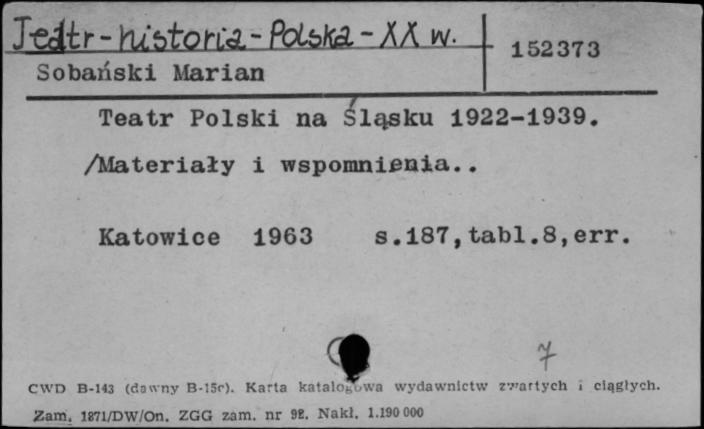 Teatr-historia-Polska-XX w.
152373
Sobański Marian
Teatr Polski na Śląsku 1922-1939.
/Materiały i wspomnienia..
Katowice 1963 s.187,tabl.8,err.
7
CWD B-143 (dawny B-15c). Karta katalogowa wydawnictw zwartych i ciągłych.
Zam. 1871/DW/On. ZGG zam. nr 92. Nakł. 1.190 000